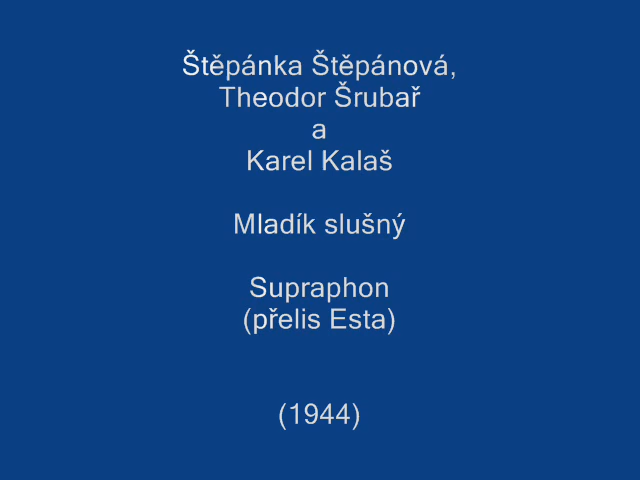 Štěpánka Štěpánová,
Theodor Šrubař
a
Karel Kalaš
Mladík slušný
Supraphon
(přelis Esta)
(1944)